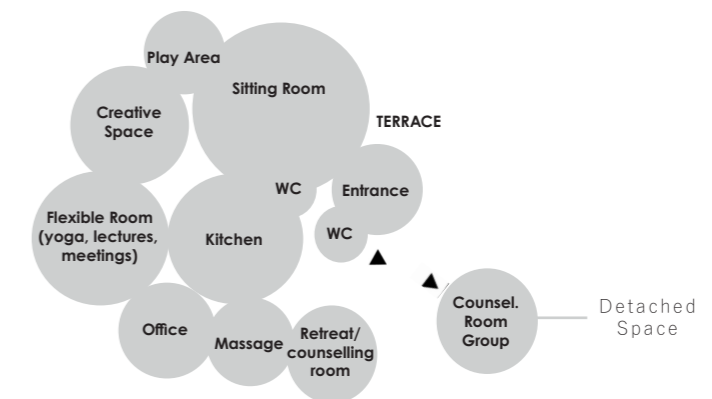 Play Area
Sitting Room
Creative
Space
TERRACE
WC
Entrance
Flexible Room
(yoga, lectures,
meetings)
Kitchen
WC
Counsel.
Room
Group
Detached
Space
Office
Massage
Retreat/
counselling
room